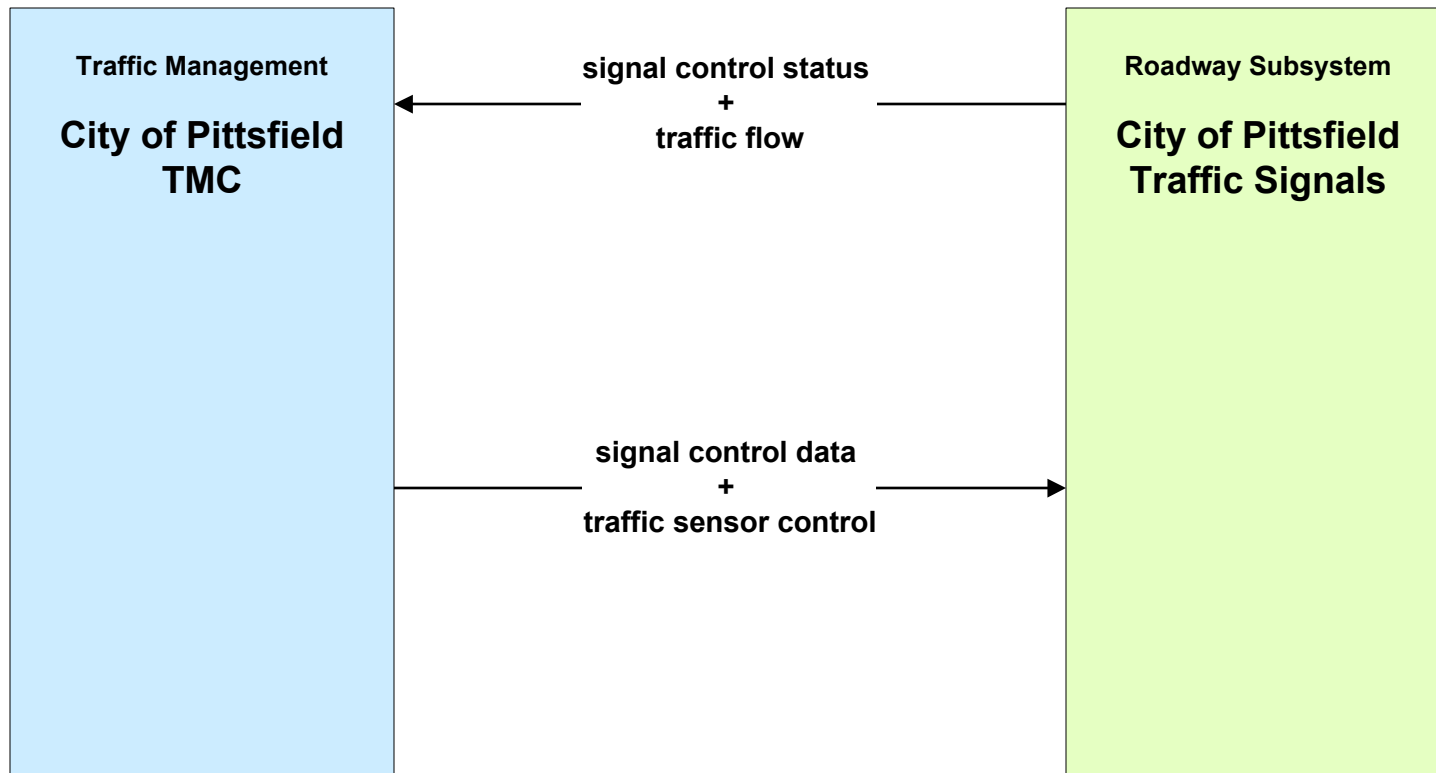 Traffic Management
City of Pittsfield
TMC
signal control status
+
traffic flow
Roadway Subsystem
City of Pittsfield
Traffic Signals
signal control data
+
traffic sensor control